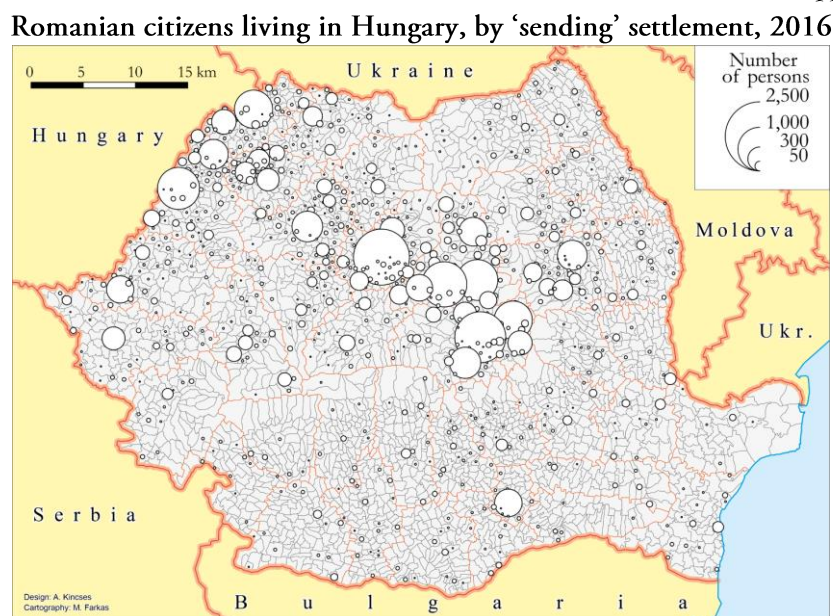 Romanian citizens living in Hungary, by ‘sending’ settlement, 2016
0 5 10 15 km
Ukraine
Number
of persons
2,500
1,000
300
50
Hungary
Moldova
Ukr.
Serbia
Bulgaria
Design: A. Kincses
Cartography: M. Farkas